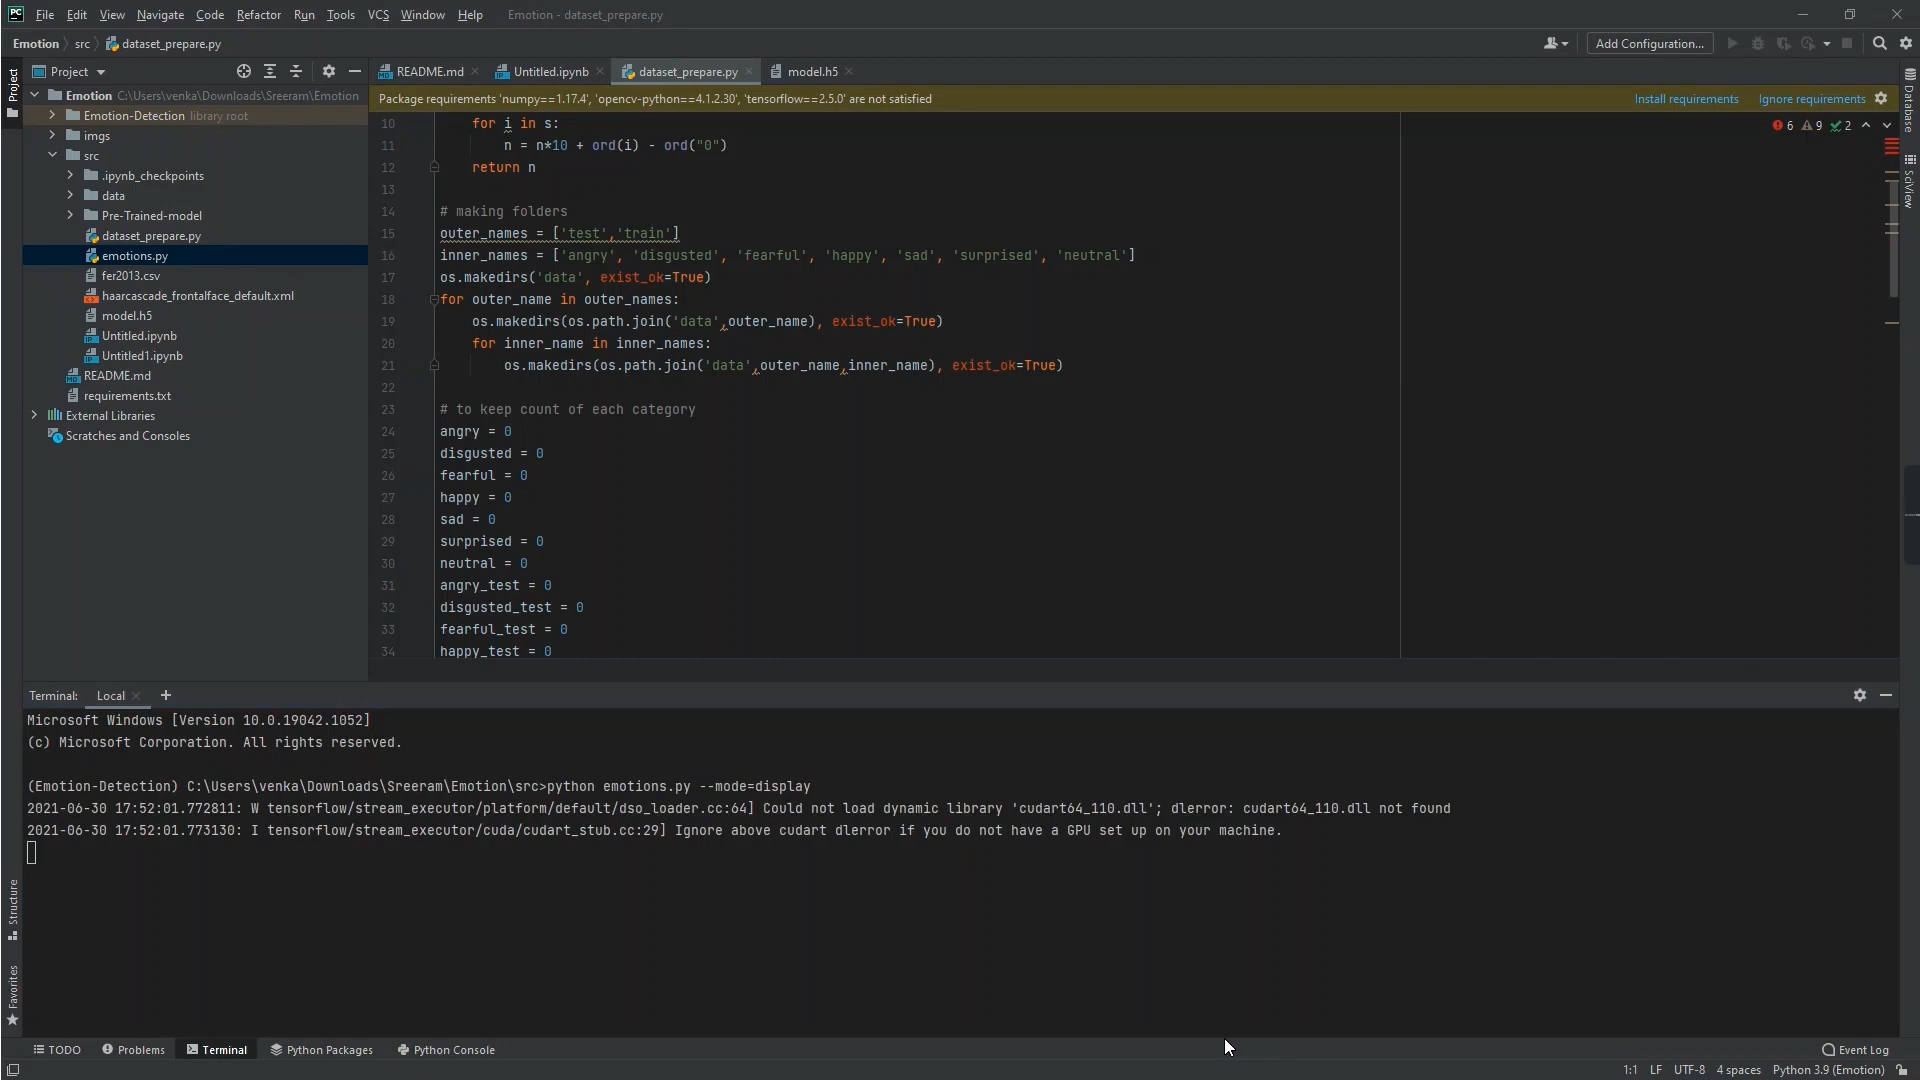 File Edit View Navigate Code Refactor Run Tools VCS Window Help Emotion - dataset_prepare.py
Emotion src dataset_prepare.py Add Configuration...
Project README.md Untitled.ipynb dataset_prepare.py model.h5
Package requirements 'numpy==1.17.4', 'opencv-python==4.1.2.30', 'tensorflow==2.5.0' are not satisfied Install requirements Ignore requirements
6 9 2
Project
Structure
Favorites
Database
SciView
Emotion C:\Users\venka\Downloads\Sreeram\Emotion
Emotion-Detection library root
imgs
src
.ipynb_checkpoints
data
Pre-Trained-model
dataset_prepare.py
emotions.py
fer2013.csv
haarcascade_frontalface_default.xml
model.h5
Untitled.ipynb
Untitled1.ipynb
README.md
requirements.txt
External Libraries
Scratches and Consoles
10 for i in s:
11 n = n*10 + ord(i) - ord("0")
12 return n
13
14 # making folders
15 outer_names = ['test','train']
16 inner_names = ['angry', 'disgusted', 'fearful', 'happy', 'sad', 'surprised', 'neutral']
17 os.makedirs('data', exist_ok=True)
18 for outer_name in outer_names:
19 os.makedirs(os.path.join('data',outer_name), exist_ok=True)
20 for inner_name in inner_names:
21 os.makedirs(os.path.join('data',outer_name,inner_name), exist_ok=True)
22
23 # to keep count of each category
24 angry = 0
25 disgusted = 0
26 fearful = 0
27 happy = 0
28 sad = 0
29 surprised = 0
30 neutral = 0
31 angry_test = 0
32 disgusted_test = 0
33 fearful_test = 0
34 happy_test = 0
Terminal: Local
Microsoft Windows [Version 10.0.19042.1052]
(c) Microsoft Corporation. All rights reserved.
(Emotion-Detection) C:\Users\venka\Downloads\Sreeram\Emotion\src>python emotions.py --mode=display
2021-06-30 17:52:01.772811: W tensorflow/stream_executor/platform/default/dso_loader.cc:64] Could not load dynamic library 'cudart64_110.dll'; dlerror: cudart64_110.dll not found
2021-06-30 17:52:01.773130: I tensorflow/stream_executor/cuda/cudart_stub.cc:29] Ignore above cudart dlerror if you do not have a GPU set up on your machine.
TODO Problems Terminal Python Packages Python Console Event Log
1:1 LF UTF-8 4 spaces Python 3.9 (Emotion)